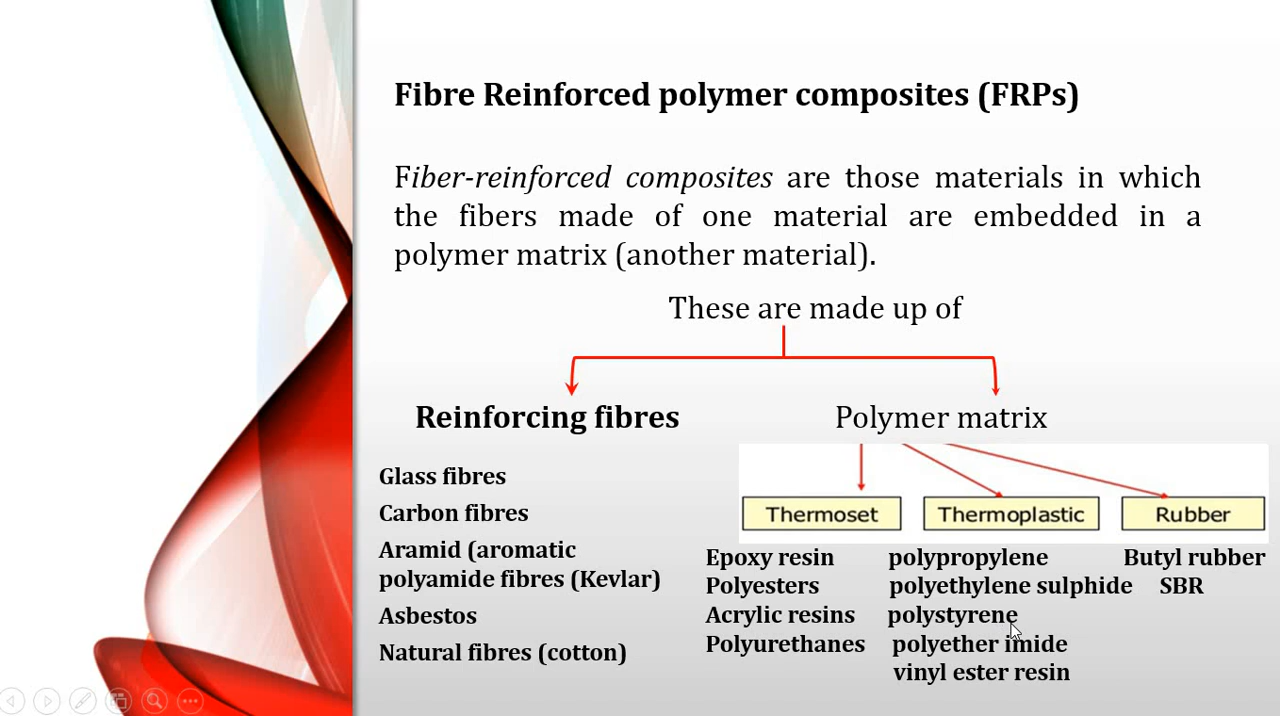 Fibre Reinforced polymer composites (FRPs)
Fiber-reinforced composites are those materials in which
the fibers made of one material are embedded in a
polymer matrix (another material).
These are made up of
Reinforcing fibres
Polymer matrix
Glass fibres
Carbon fibres
Aramid (aromatic
polyamide fibres (Kevlar)
Asbestos
Natural fibres (cotton)
Thermoset
Epoxy resin
Polyesters
Acrylic resins
Polyurethanes
Thermoplastic
polypropylene
polyethylene sulphide
polystyrene
polyether imide
vinyl ester resin
Rubber
Butyl rubber
SBR